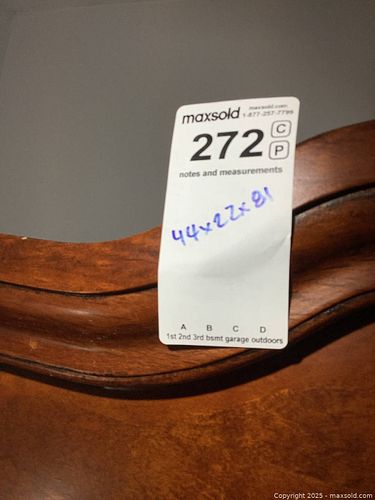 maxsold
maxsold.com
1-877-257-7799
272
C
P
notes and measurements
44x22x81
A B C D
1st 2nd 3rd bsmt garage outdoors
Copyright 2025 - maxsold.com